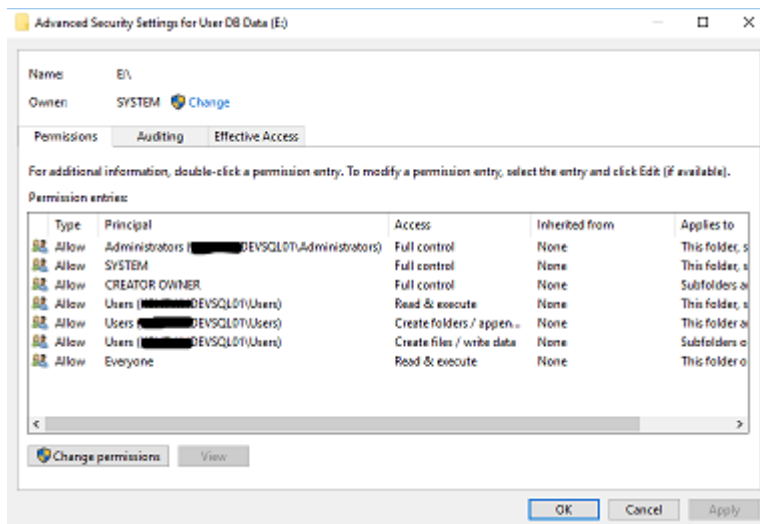 Advanced Security Settings for User DB Data (E:)
Name: E:\
Owner: SYSTEM Change
Permissions Auditing Effective Access
For additional information, double-click a permission entry. To modify a permission entry, select the entry and click Edit (if available).
Permission entries:
Type Principal Access Inherited from Applies to
Allow Administrators ( DEVSQL01\Administrators) Full control None This folder, s
Allow SYSTEM Full control None This folder, s
Allow CREATOR OWNER Full control None Subfolders a
Allow Users ( DEVSQL01\Users) Read & execute None This folder, s
Allow Users ( DEVSQL01\Users) Create folders / appen... None This folder a
Allow Users ( DEVSQL01\Users) Create files / write data None Subfolders o
Allow Everyone Read & execute None This folder o
Change permissions View
OK Cancel Apply